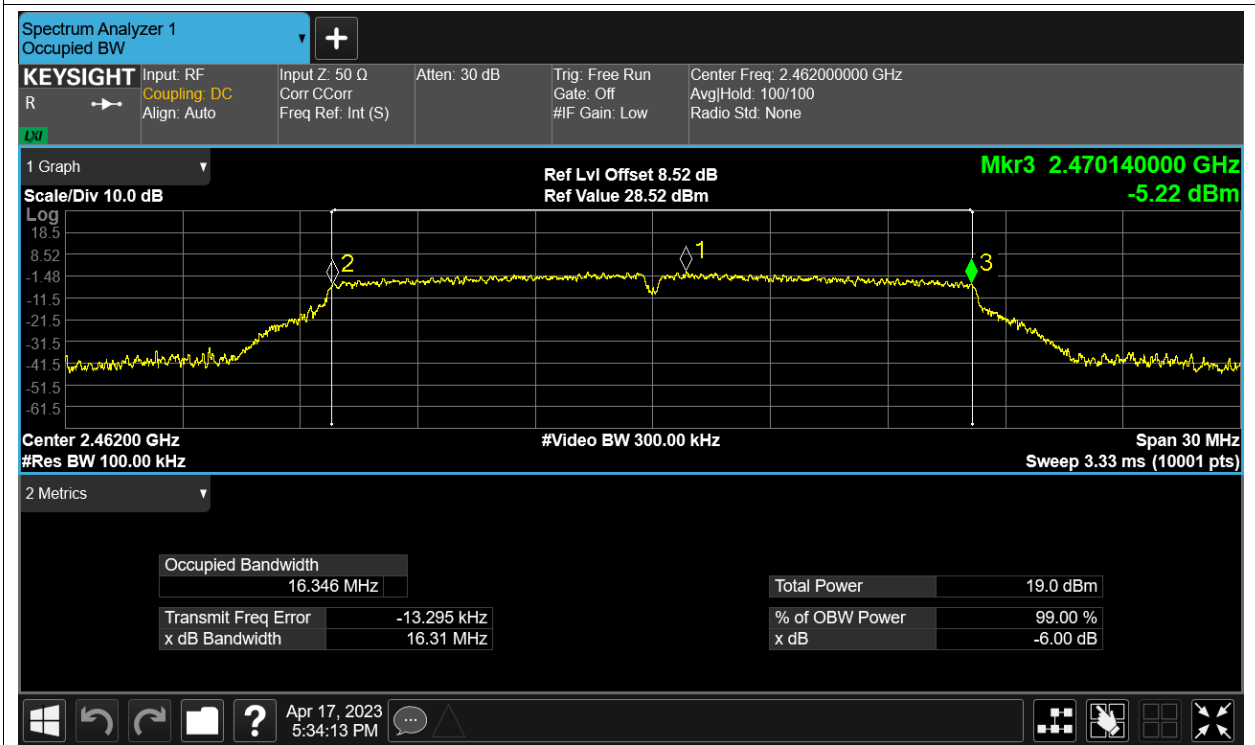 Spectrum Analyzer 1
Occupied BW
KEYSIGHT
R
LXI
Input: RF
Coupling: DC
Align: Auto
Input Z: 50 Ω
Corr CCorr
Freq Ref: Int (S)
Atten: 30 dB
Trig: Free Run
Gate: Off
#IF Gain: Low
Center Freq: 2.462000000 GHz
Avg|Hold: 100/100
Radio Std: None
1 Graph
Scale/Div 10.0 dB
Ref Lvl Offset 8.52 dB
Ref Value 28.52 dBm
Mkr3 2.470140000 GHz
-5.22 dBm
Log
18.5
8.52
-1.48
-11.5
-21.5
-31.5
-41.5
-51.5
-61.5
2
1
3
Center 2.46200 GHz
#Res BW 100.00 kHz
#Video BW 300.00 kHz
Span 30 MHz
Sweep 3.33 ms (10001 pts)
2 Metrics
Occupied Bandwidth
16.346 MHz
Transmit Freq Error -13.295 kHz
x dB Bandwidth 16.31 MHz
Total Power 19.0 dBm
% of OBW Power 99.00 %
x dB -6.00 dB
?
Apr 17, 2023
5:34:13 PM